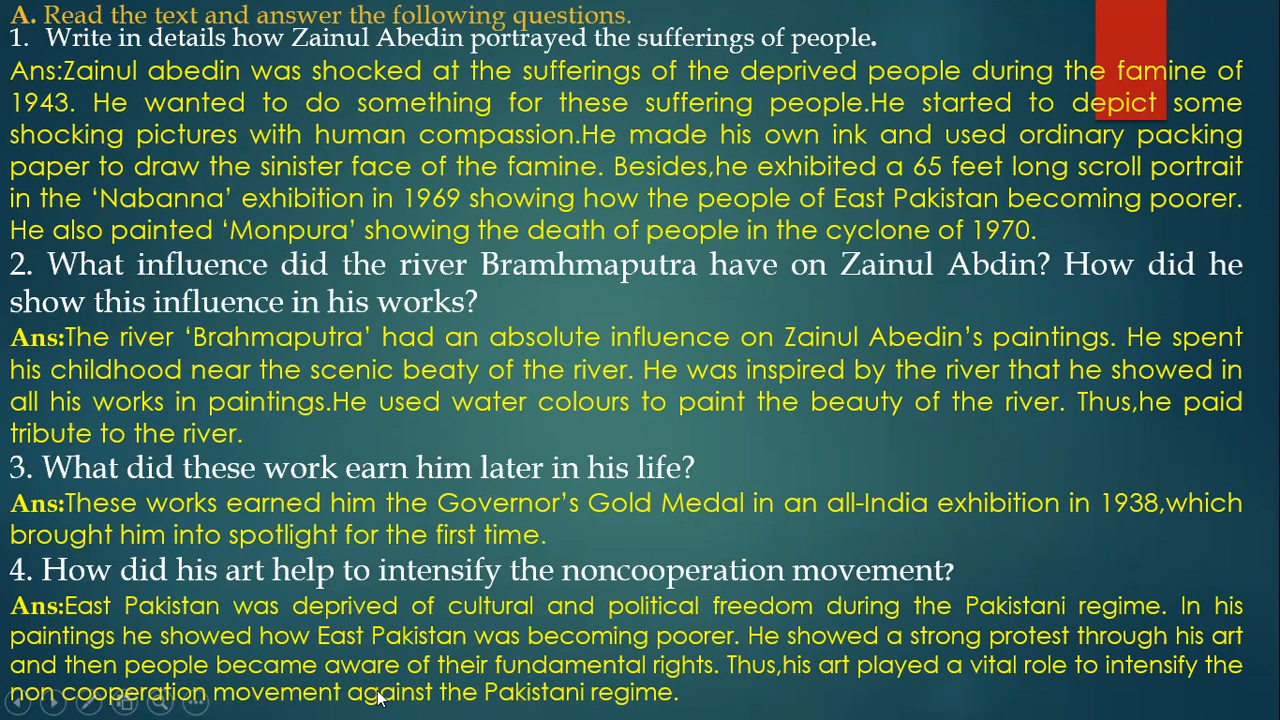 A. Read the text and answer the following questions.
1. Write in details how Zainul Abedin portrayed the sufferings of people.
Ans:Zainul abedin was shocked at the sufferings of the deprived people during the famine of
1943. He wanted to do something for these suffering people.He started to depict some
shocking pictures with human compassion.He made his own ink and used ordinary packing
paper to draw the sinister face of the famine. Besides,he exhibited a 65 feet long scroll portrait
in the ‘Nabanna’ exhibition in 1969 showing how the people of East Pakistan becoming poorer.
He also painted ‘Monpura’ showing the death of people in the cyclone of 1970.
2. What influence did the river Bramhmaputra have on Zainul Abdin? How did he
show this influence in his works?
Ans:The river ‘Brahmaputra’ had an absolute influence on Zainul Abedin’s paintings. He spent
his childhood near the scenic beaty of the river. He was inspired by the river that he showed in
all his works in paintings.He used water colours to paint the beauty of the river. Thus,he paid
tribute to the river.
3. What did these work earn him later in his life?
Ans:These works earned him the Governor’s Gold Medal in an all-India exhibition in 1938,which
brought him into spotlight for the first time.
4. How did his art help to intensify the noncooperation movement?
Ans:East Pakistan was deprived of cultural and political freedom during the Pakistani regime. In his
paintings he showed how East Pakistan was becoming poorer. He showed a strong protest through his art
and then people became aware of their fundamental rights. Thus,his art played a vital role to intensify the
non cooperation movement against the Pakistani regime.